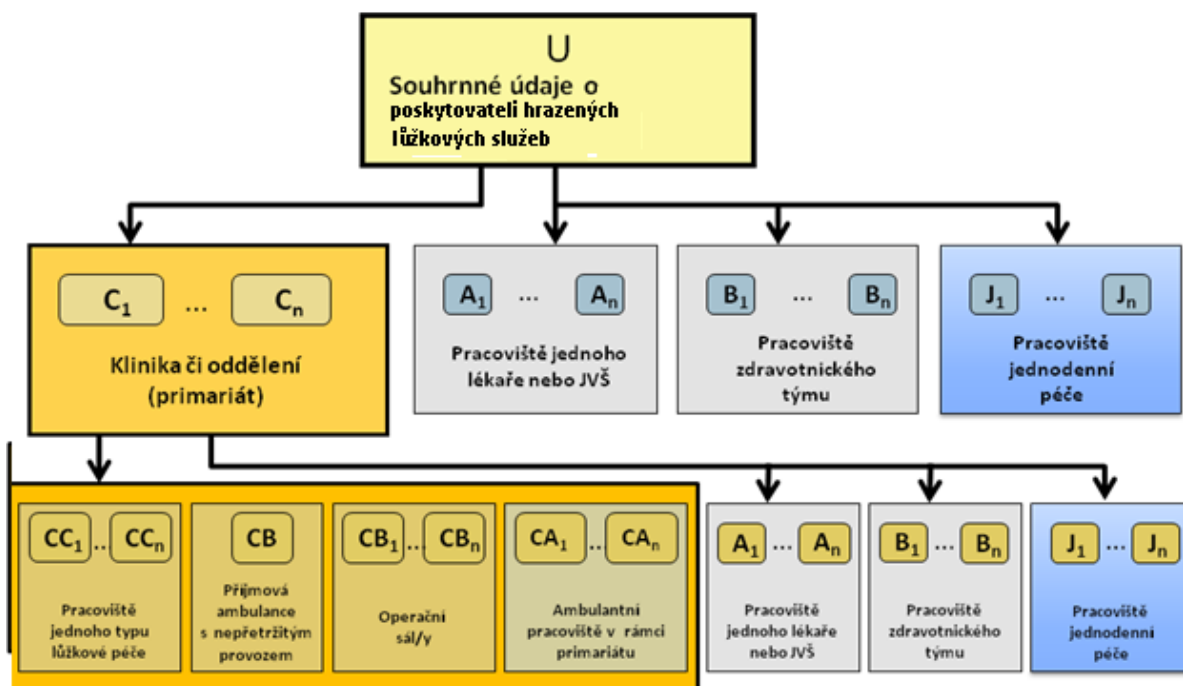 U
Souhrnné údaje o
poskytovateli hrazených
lůžkových služeb
C1 ... Cn
Klinika či oddělení
(primariát)
A1 ... An
Pracoviště jednoho
lékaře nebo JVŠ
B1 ... Bn
Pracoviště
zdravotnického
týmu
J1 ... Jn
Pracoviště
jednodenní
péče
CC1 ... CCn
Pracoviště
jednoho typu
lůžkové péče
CB
Příjmová
ambulance
s nepřetržitým
provozem
CB1 ... CBn
Operační
sál/y
CA1 ... CAn
Ambulantní
pracoviště v rámci
primariátu
A1 ... An
Pracoviště
jednoho lékaře
nebo JVŠ
B1 ... Bn
Pracoviště
zdravotnického
týmu
J1 ... Jn
Pracoviště
jednodenní
péče